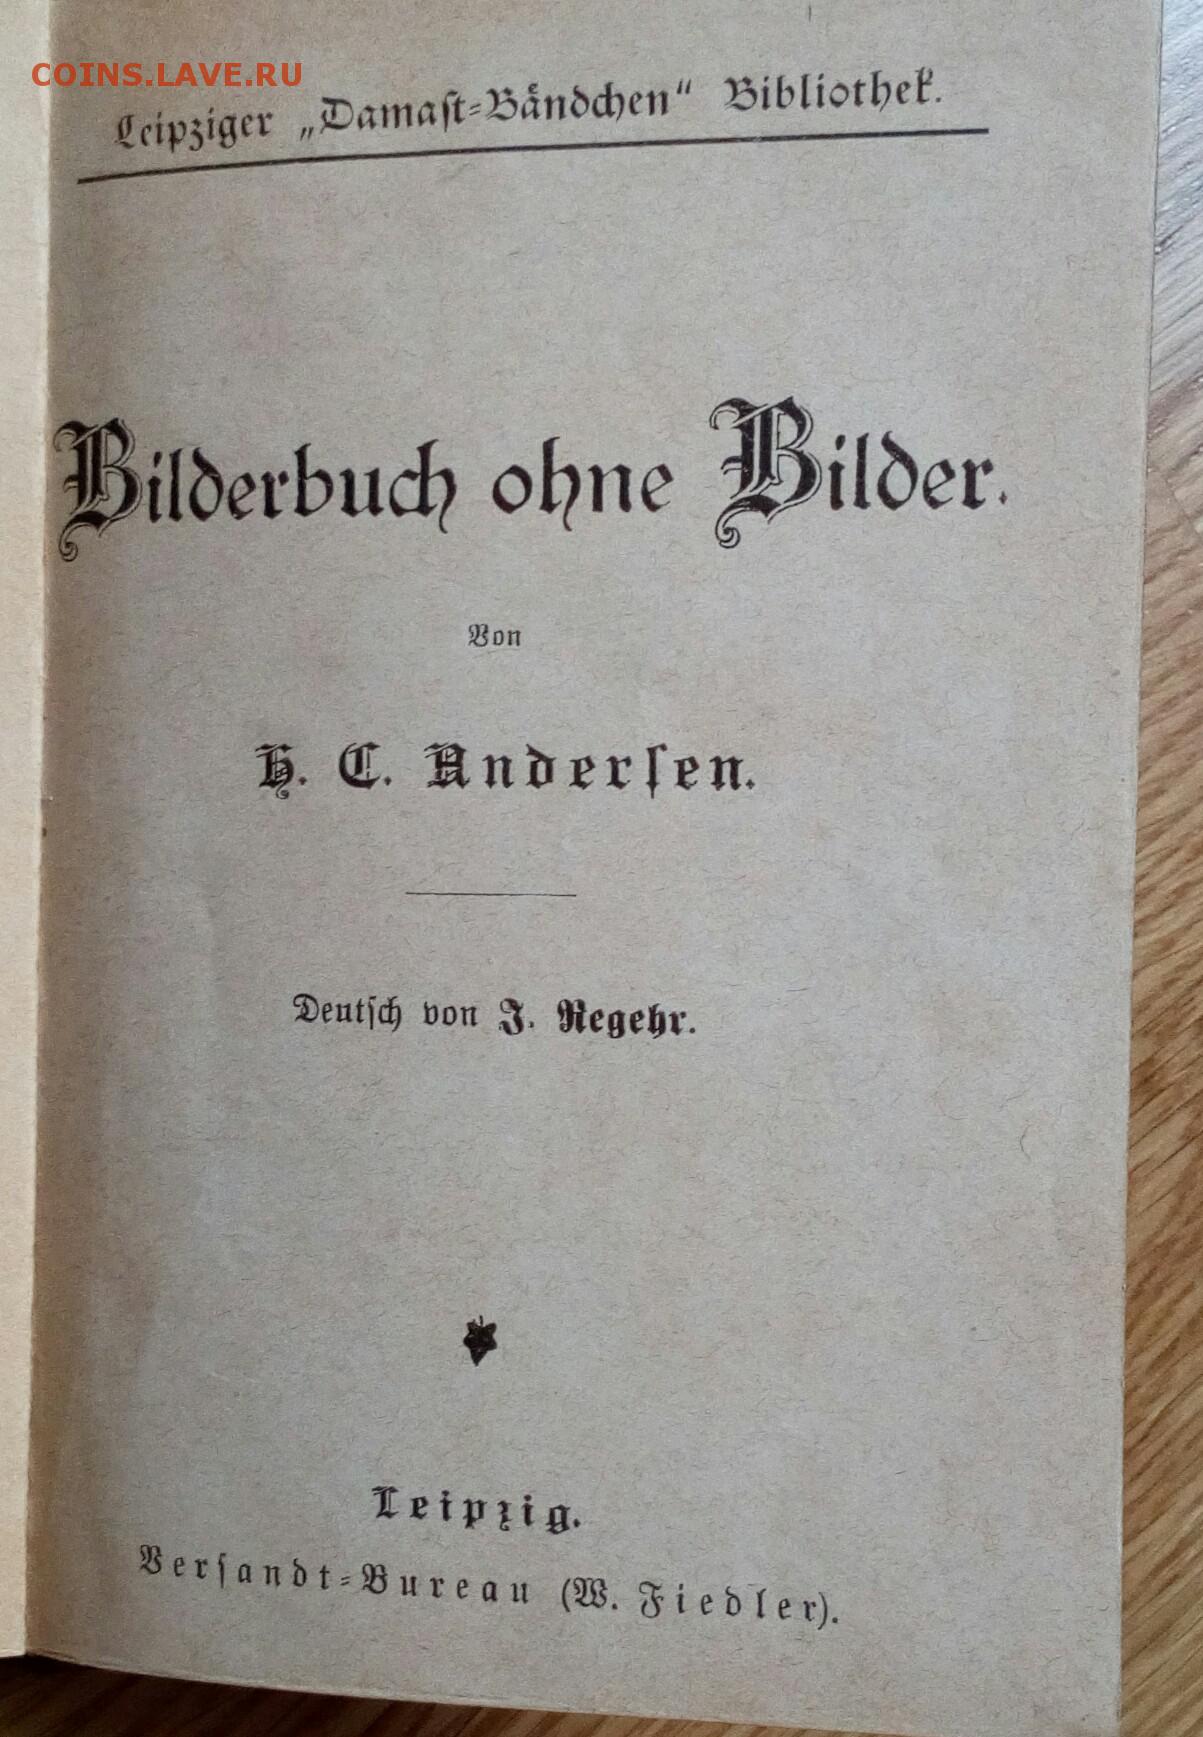 COINS.LAVE.RU
Leipziger „Damaſt-Bändchen“ Bibliothek.
Bilderbuch ohne Bilder.
Von
H. C. Anderſen.
Deutſch von J. Regehr.
Leipzig.
Verſandt-Bureau (W. Fiedler).